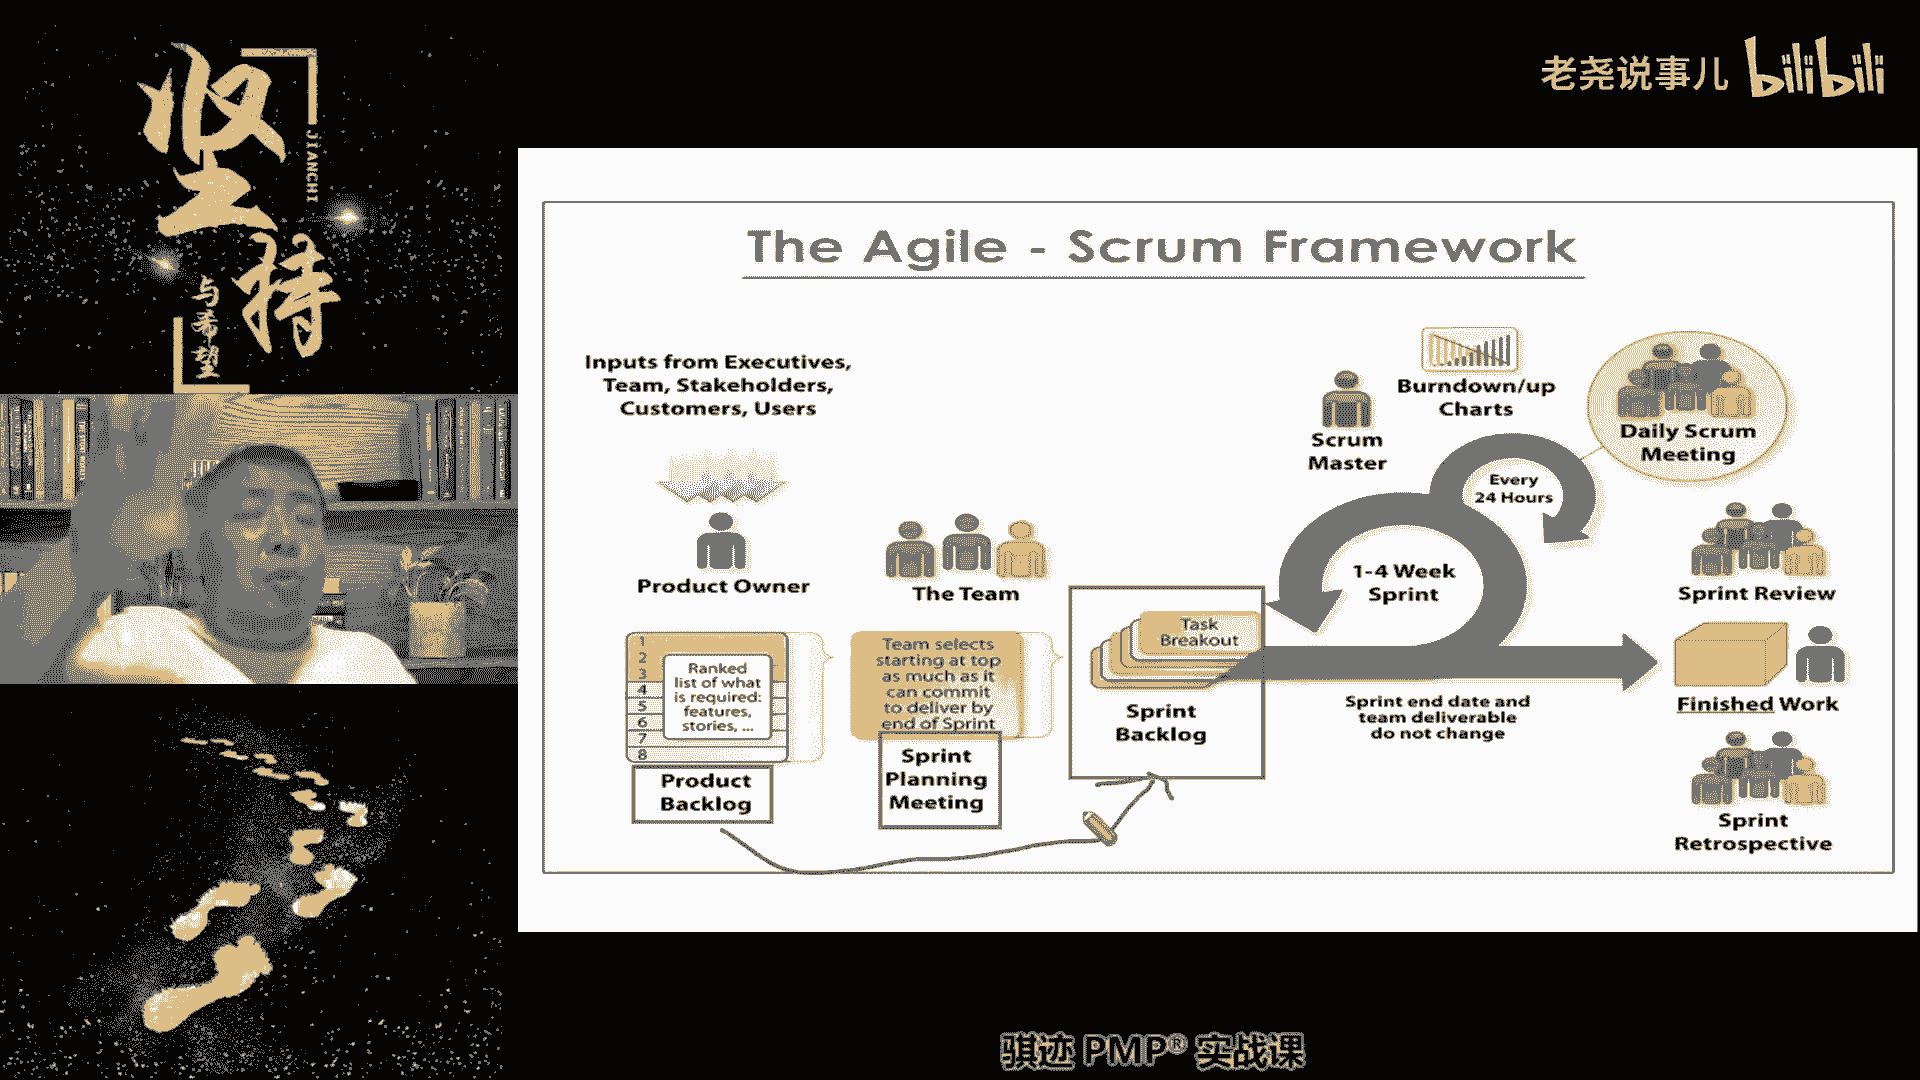 坚持
JIANCHI
与希望
老尧说事儿 bilibili
The Agile - Scrum Framework
Inputs from Executives,
Team, Stakeholders,
Customers, Users
Product Owner
The Team
1
2
3
4
5
6
7
8
Ranked
list of what
is required:
features,
stories, ...
Product
Backlog
Team selects
starting at top
as much as it
can commit
to deliver by
end of Sprint
Sprint
Planning
Meeting
Task
Breakout
Sprint
Backlog
Scrum
Master
Burndown/up
Charts
Every
24 Hours
Daily Scrum
Meeting
1-4 Week
Sprint
Sprint end date and
team deliverable
do not change
Sprint Review
Finished Work
Sprint
Retrospective
骐迹 PMP® 实战课